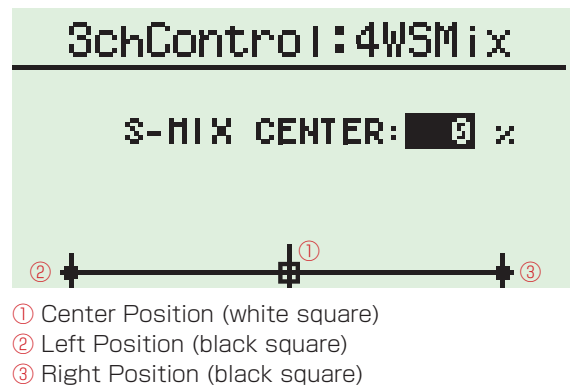 3chControl:4WSMix
S-MIX CENTER: 0 %
①
② ③
① Center Position (white square)
② Left Position (black square)
③ Right Position (black square)